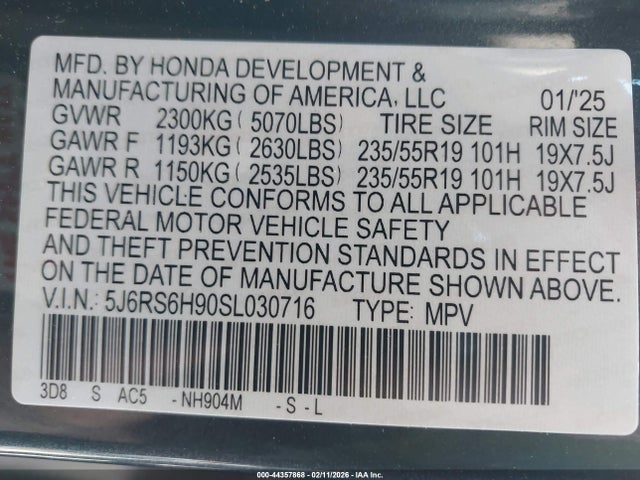 MFD. BY HONDA DEVELOPMENT &
MANUFACTURING OF AMERICA, LLC 01/'25
GVWR 2300KG ( 5070LBS) TIRE SIZE RIM SIZE
GAWR F 1193KG ( 2630LBS) 235/55R19 101H 19X7.5J
GAWR R 1150KG ( 2535LBS) 235/55R19 101H 19X7.5J
THIS VEHICLE CONFORMS TO ALL APPLICABLE
FEDERAL MOTOR VEHICLE SAFETY
AND THEFT PREVENTION STANDARDS IN EFFECT
ON THE DATE OF MANUFACTURE SHOWN ABOVE.
V.I.N.: 5J6RS6H90SL030716 TYPE: MPV
3D8 S AC5 -NH904M -S-L
000-44357868 - 02/11/2026 - IAA Inc.